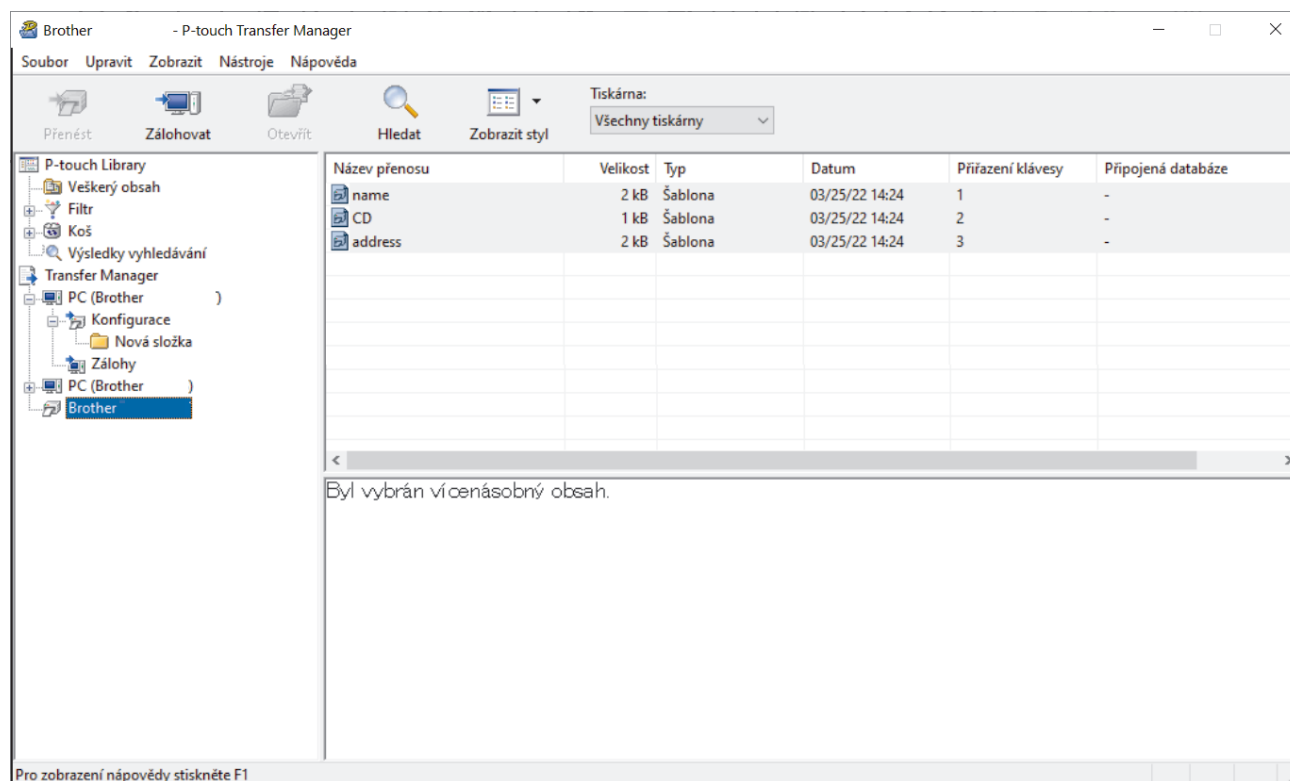 Brother - P-touch Transfer Manager
Soubor Upravit Zobrazit Nástroje Nápověda
Přenést Zálohovat Otevřít Hledat Zobrazit styl
Tiskárna:
Všechny tiskárny
P-touch Library
Veškerý obsah
Filtr
Koš
Výsledky vyhledávání
Transfer Manager
PC (Brother )
Konfigurace
Nová složka
Zálohy
PC (Brother )
Brother
Název přenosu Velikost Typ Datum Přiřazení klávesy Připojená databáze
name 2 kB Šablona 03/25/22 14:24 1 -
CD 1 kB Šablona 03/25/22 14:24 2 -
address 2 kB Šablona 03/25/22 14:24 3 -
Byl vybrán vícenásobný obsah.
Pro zobrazení nápovědy stiskněte F1